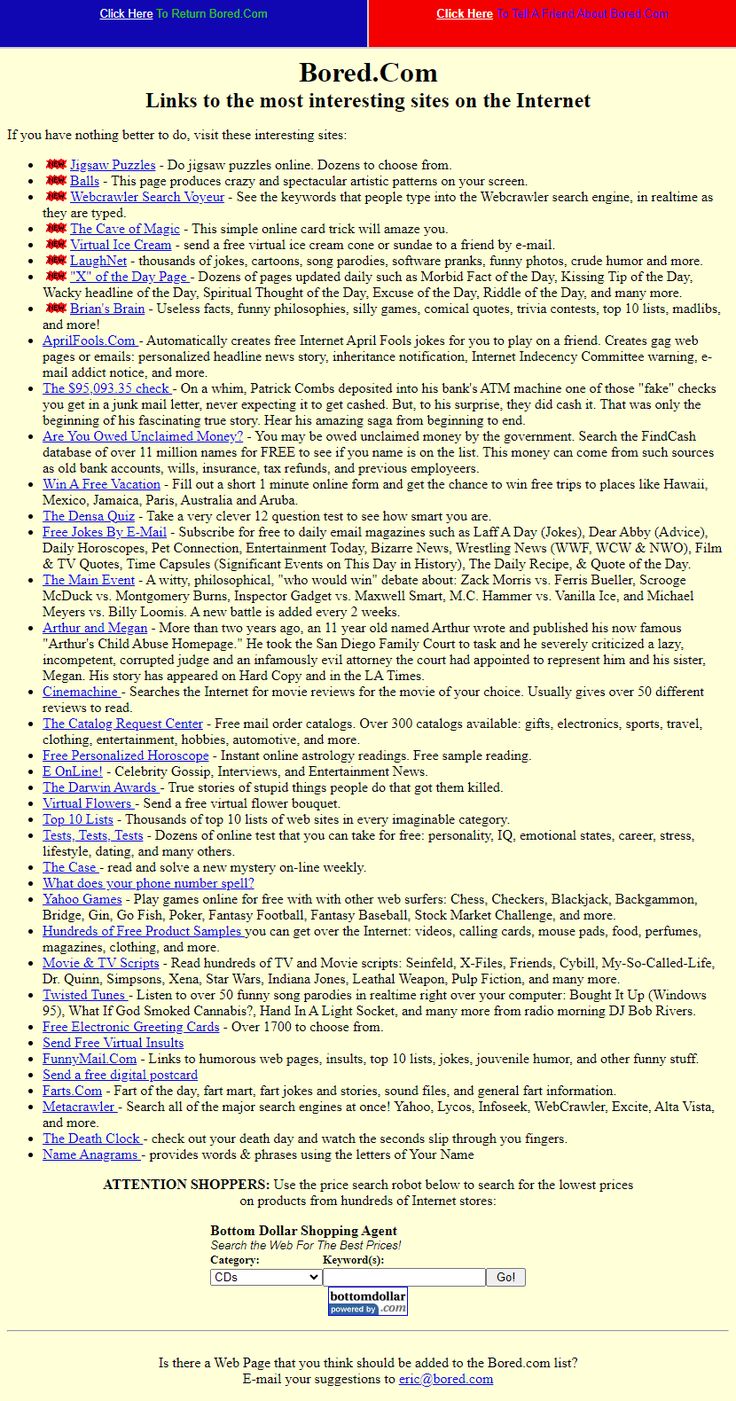 Click Here To Return Bored.Com
Click Here To Tell A Friend About Bored.Com
Bored.Com
Links to the most interesting sites on the Internet
If you have nothing better to do, visit these interesting sites:
• NEW Jigsaw Puzzles - Do jigsaw puzzles online. Dozens to choose from.
• NEW Balls - This page produces crazy and spectacular artistic patterns on your screen.
• NEW Webcrawler Search Voyeur - See the keywords that people type into the Webcrawler search engine, in realtime as
they are typed.
• NEW The Cave of Magic - This simple online card trick will amaze you.
• NEW Virtual Ice Cream - send a free virtual ice cream cone or sundae to a friend by e-mail.
• NEW LaughNet - thousands of jokes, cartoons, song parodies, software pranks, funny photos, crude humor and more.
• NEW "X" of the Day Page - Dozens of pages updated daily such as Morbid Fact of the Day, Kissing Tip of the Day,
Wacky headline of the Day, Spiritual Thought of the Day, Excuse of the Day, Riddle of the Day, and many more.
• NEW Brian's Brain - Useless facts, funny philosophies, silly games, comical quotes, trivia contests, top 10 lists, madlibs,
and more!
• AprilFools.Com - Automatically creates free Internet April Fools jokes for you to play on a friend. Creates gag web
pages or emails: personalized headline news story, inheritance notification, Internet Indecency Committee warning, e-
mail addict notice, and more.
• The $95,093.35 check - On a whim, Patrick Combs deposited into his bank's ATM machine one of those "fake" checks
you get in a junk mail letter, never expecting it to get cashed. But, to his surprise, they did cash it. That was only the
beginning of his fascinating true story. Hear his amazing saga from beginning to end.
• Are You Owed Unclaimed Money? - You may be owed unclaimed money by the government. Search the FindCash
database of over 11 million names for FREE to see if you name is on the list. This money can come from such sources
as old bank accounts, wills, insurance, tax refunds, and previous employeers.
• Win A Free Vacation - Fill out a short 1 minute online form and get the chance to win free trips to places like Hawaii,
Mexico, Jamaica, Paris, Australia and Aruba.
• The Densa Quiz - Take a very clever 12 question test to see how smart you are.
• Free Jokes By E-Mail - Subscribe for free to daily email magazines such as Laff A Day (Jokes), Dear Abby (Advice),
Daily Horoscopes, Pet Connection, Entertainment Today, Bizarre News, Wrestling News (WWF, WCW & NWO), Film
& TV Quotes, Time Capsules (Significant Events on This Day in History), The Daily Recipe, & Quote of the Day.
• The Main Event - A witty, philosophical, "who would win" debate about: Zack Morris vs. Ferris Bueller, Scrooge
McDuck vs. Montgomery Burns, Inspector Gadget vs. Maxwell Smart, M.C. Hammer vs. Vanilla Ice, and Michael
Meyers vs. Billy Loomis. A new battle is added every 2 weeks.
• Arthur and Megan - More than two years ago, an 11 year old named Arthur wrote and published his now famous
"Arthur's Child Abuse Homepage." He took the San Diego Family Court to task and he severely criticized a lazy,
incompetent, corrupted judge and an infamously evil attorney the court had appointed to represent him and his sister,
Megan. His story has appeared on Hard Copy and in the LA Times.
• Cinemachine - Searches the Internet for movie reviews for the movie of your choice. Usually gives over 50 different
reviews to read.
• The Catalog Request Center - Free mail order catalogs. Over 300 catalogs available: gifts, electronics, sports, travel,
clothing, entertainment, hobbies, automotive, and more.
• Free Personalized Horoscope - Instant online astrology readings. Free sample reading.
• E OnLine! - Celebrity Gossip, Interviews, and Entertainment News.
• The Darwin Awards - True stories of stupid things people do that got them killed.
• Virtual Flowers - Send a free virtual flower bouquet.
• Top 10 Lists - Thousands of top 10 lists of web sites in every imaginable category.
• Tests, Tests, Tests - Dozens of online test that you can take for free: personality, IQ, emotional states, career, stress,
lifestyle, dating, and many others.
• The Case - read and solve a new mystery on-line weekly.
• What does your phone number spell?
• Yahoo Games - Play games online for free with with other web surfers: Chess, Checkers, Blackjack, Backgammon,
Bridge, Gin, Go Fish, Poker, Fantasy Football, Fantasy Baseball, Stock Market Challenge, and more.
• Hundreds of Free Product Samples you can get over the Internet: videos, calling cards, mouse pads, food, perfumes,
magazines, clothing, and more.
• Movie & TV Scripts - Read hundreds of TV and Movie scripts: Seinfeld, X-Files, Friends, Cybill, My-So-Called-Life,
Dr. Quinn, Simpsons, Xena, Star Wars, Indiana Jones, Leathal Weapon, Pulp Fiction, and many more.
• Twisted Tunes - Listen to over 50 funny song parodies in realtime right over your computer: Bought It Up (Windows
95), What If God Smoked Cannabis?, Hand In A Light Socket, and many more from radio morning DJ Bob Rivers.
• Free Electronic Greeting Cards - Over 1700 to choose from.
• Send Free Virtual Insults
• FunnyMail.Com - Links to humorous web pages, insults, top 10 lists, jokes, jouvenile humor, and other funny stuff.
• Send a free digital postcard
• Farts.Com - Fart of the day, fart mart, fart jokes and stories, sound files, and general fart information.
• Metacrawler - Search all of the major search engines at once! Yahoo, Lycos, Infoseek, WebCrawler, Excite, Alta Vista,
and more.
• The Death Clock - check out your death day and watch the seconds slip through you fingers.
• Name Anagrams - provides words & phrases using the letters of Your Name
ATTENTION SHOPPERS: Use the price search robot below to search for the lowest prices
on products from hundreds of Internet stores:
Bottom Dollar Shopping Agent
Search the Web For The Best Prices!
Category: Keyword(s):
CDs Go!
bottomdollar
powered by .com
Is there a Web Page that you think should be added to the Bored.com list?
E-mail your suggestions to eric@bored.com